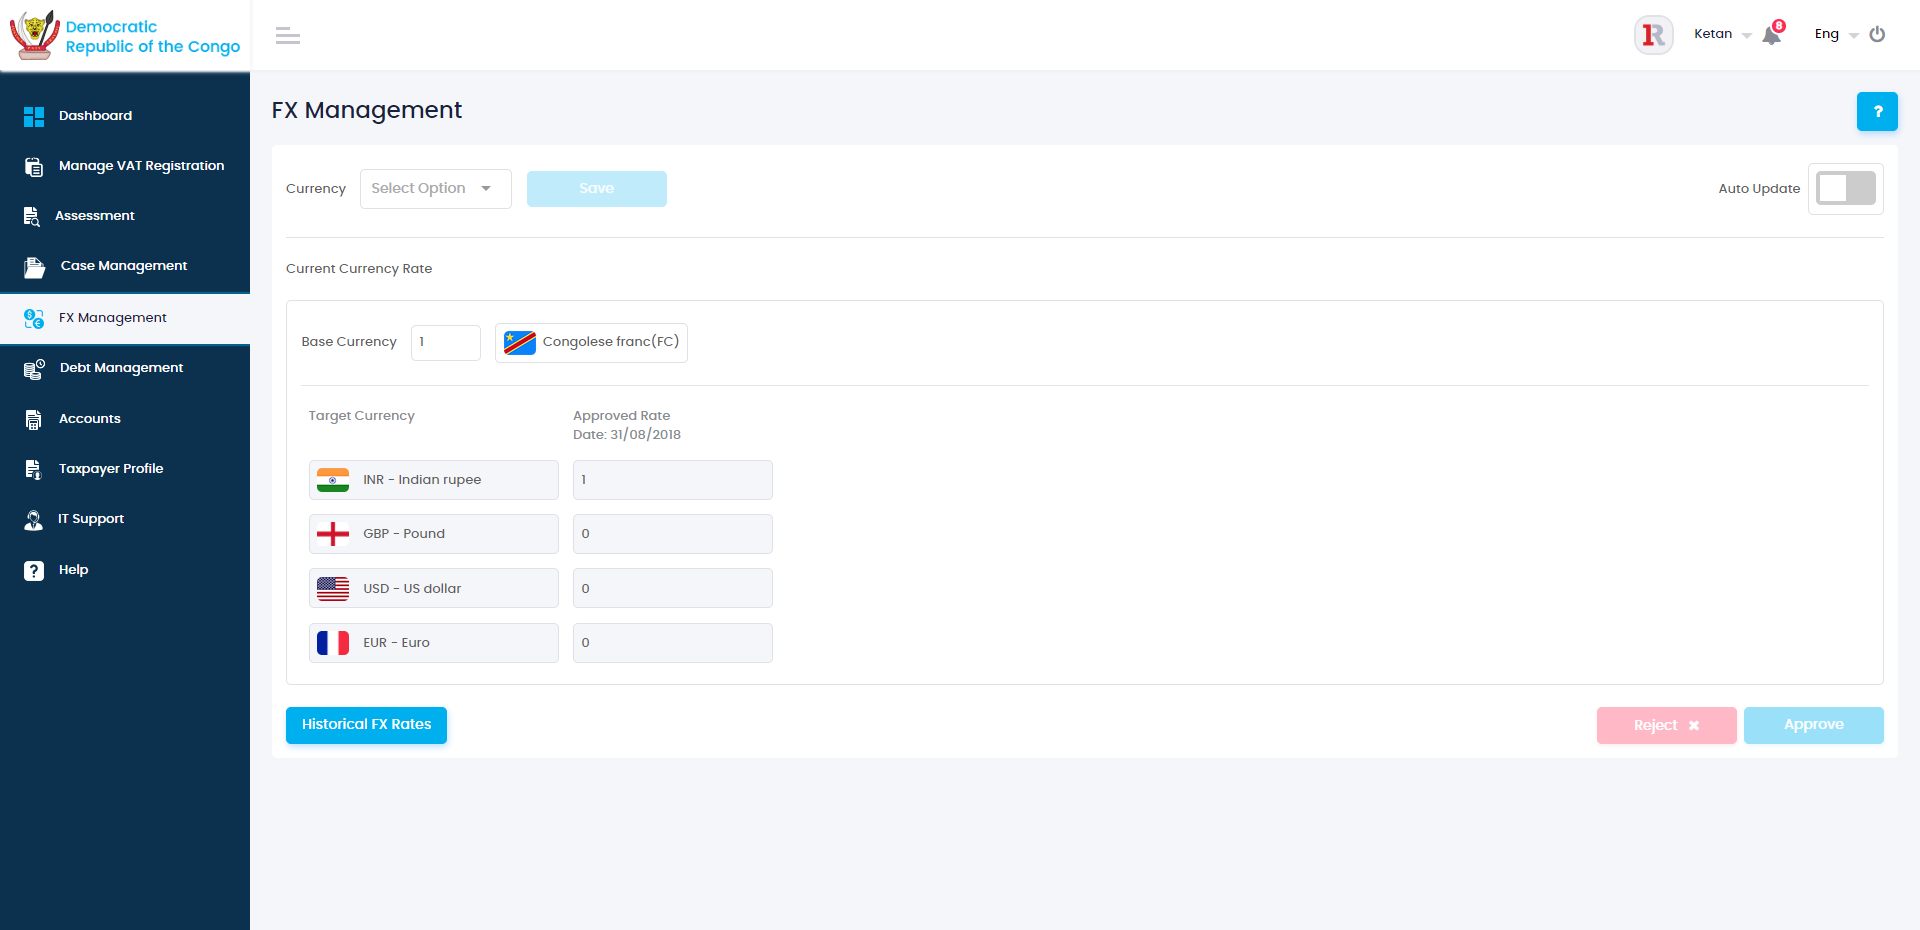 Democratic
Republic of the Congo
1R
Ketan
8
Eng
Dashboard
Manage VAT Registration
Assessment
Case Management
FX Management
Debt Management
Accounts
Taxpayer Profile
IT Support
Help
FX Management
?
Currency
Select Option
Save
Auto Update
Current Currency Rate
Base Currency
1
Congolese franc(FC)
Target Currency
Approved Rate
Date: 31/08/2018
INR - Indian rupee
1
GBP - Pound
0
USD - US dollar
0
EUR - Euro
0
Historical FX Rates
Reject ✖
Approve